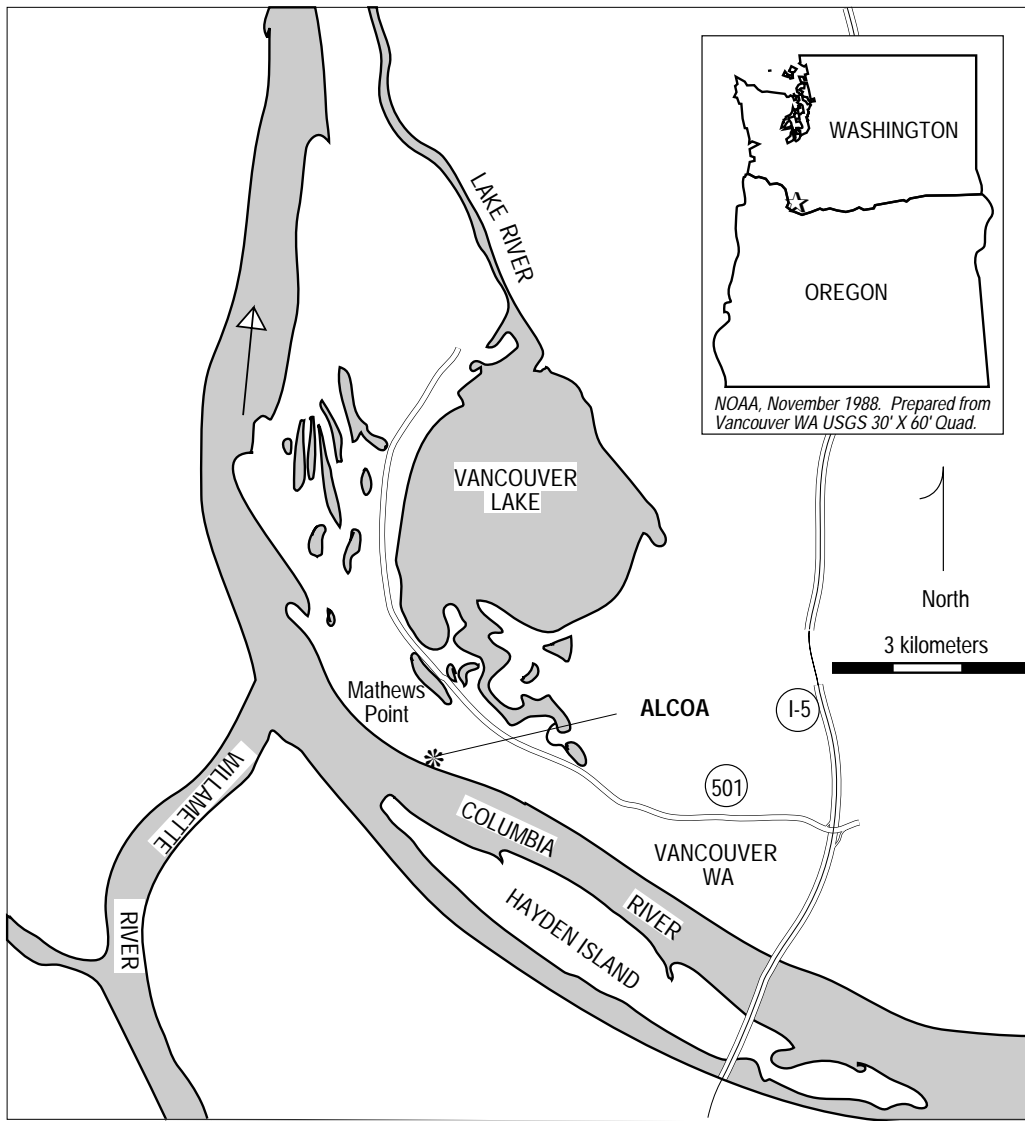 WASHINGTON
OREGON
NOAA, November 1988. Prepared from
Vancouver WA USGS 30' X 60' Quad.
LAKE RIVER
VANCOUVER
LAKE
North
3 kilometers
Mathews
Point
ALCOA
I-5
501
WILLAMETTE
RIVER
COLUMBIA
RIVER
VANCOUVER
WA
HAYDEN ISLAND